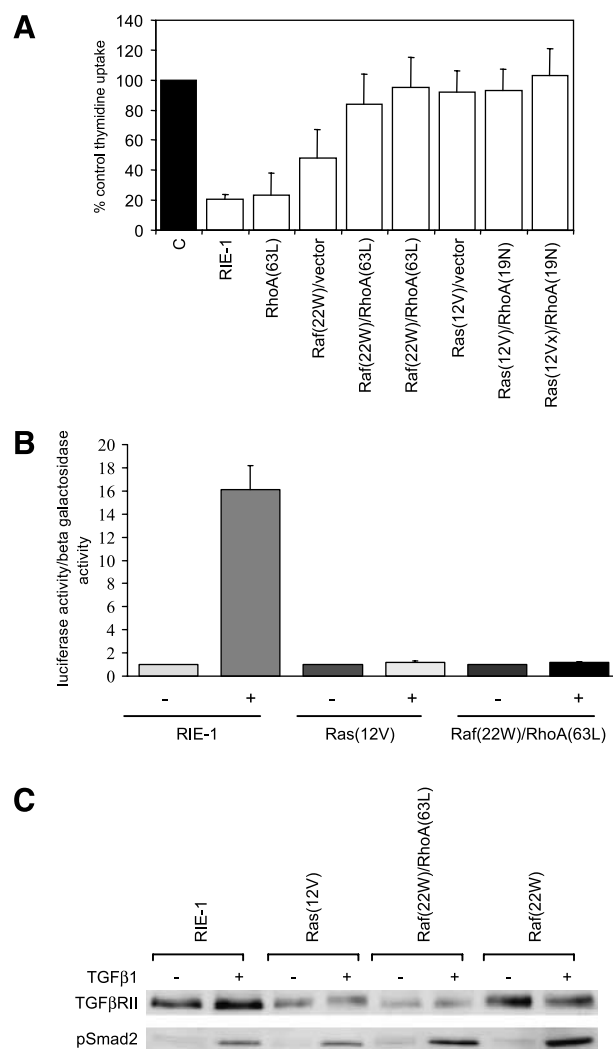 A
% control thymidine uptake
140
120
100
80
60
40
20
0
C
RIE-1
RhoA(63L)
Raf(22W)/vector
Raf(22W)/RhoA(63L)
Raf(22W)/RhoA(63L)
Ras(12V)/vector
Ras(12V)/RhoA(19N)
Ras(12Vx)/RhoA(19N)
B
luciferase activity/beta galactosidase
activity
20
18
16
14
12
10
8
6
4
2
0
- + - + - +
RIE-1 Ras(12V) Raf(22W)/RhoA(63L)
C
RIE-1
Ras(12V)
Raf(22W)/RhoA(63L)
Raf(22W)
TGFβ1 - + - + - + - +
TGFβRII
pSmad2